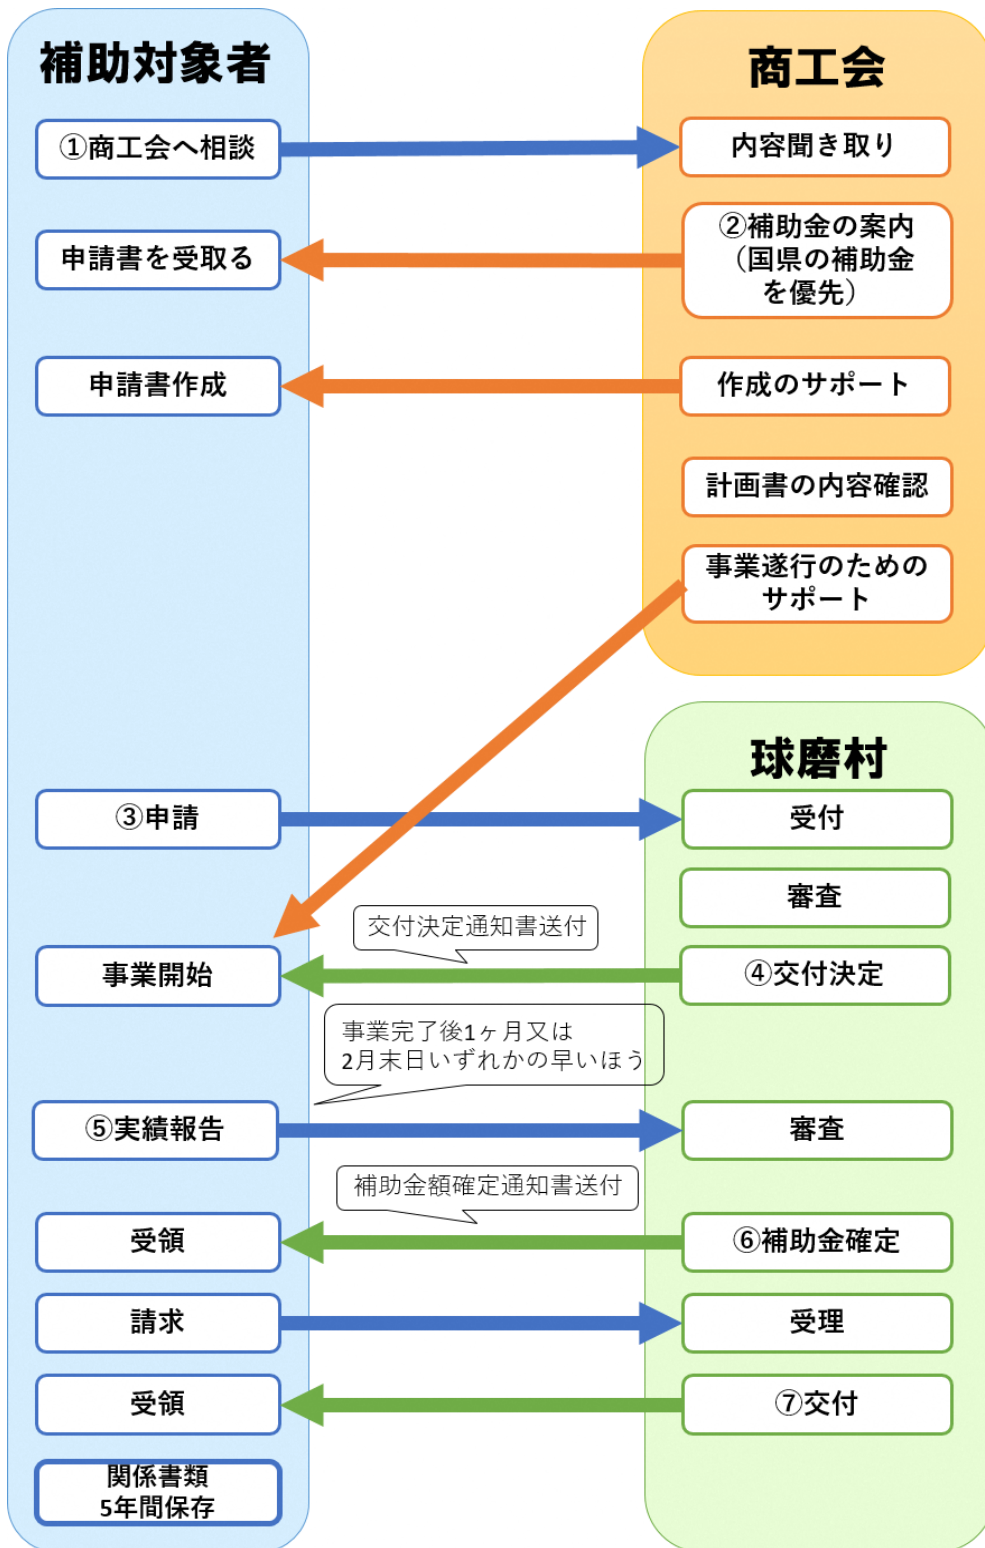 補助対象者
商工会
①商工会へ相談
内容聞き取り
申請書を受取る
②補助金の案内
（国県の補助金
を優先）
申請書作成
作成のサポート
計画書の内容確認
事業遂行のための
サポート
球磨村
③申請
受付
審査
交付決定通知書送付
事業開始
④交付決定
事業完了後1ヶ月又は
2月末日いずれかの早いほう
⑤実績報告
審査
補助金額確定通知書送付
受領
⑥補助金確定
請求
受理
受領
⑦交付
関係書類
5年間保存